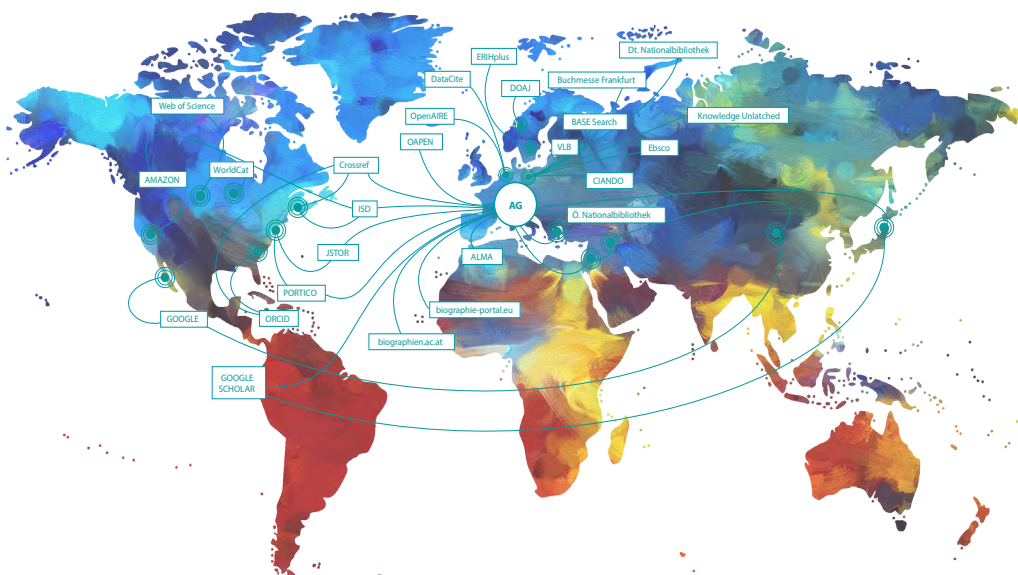 ERIHplus
Dt. Nationalbibliothek
DataCite
Buchmesse Frankfurt
DOAJ
Web of Science
OpenAIRE
BASE Search
Knowledge Unlatched
OAPEN
VLB
Ebsco
Crossref
WorldCat
AMAZON
CIANDO
AG
ISD
Ö. Nationalbibliothek
JSTOR
ALMA
PORTICO
biographie-portal.eu
GOOGLE
ORCID
biographien.ac.at
GOOGLE
SCHOLAR